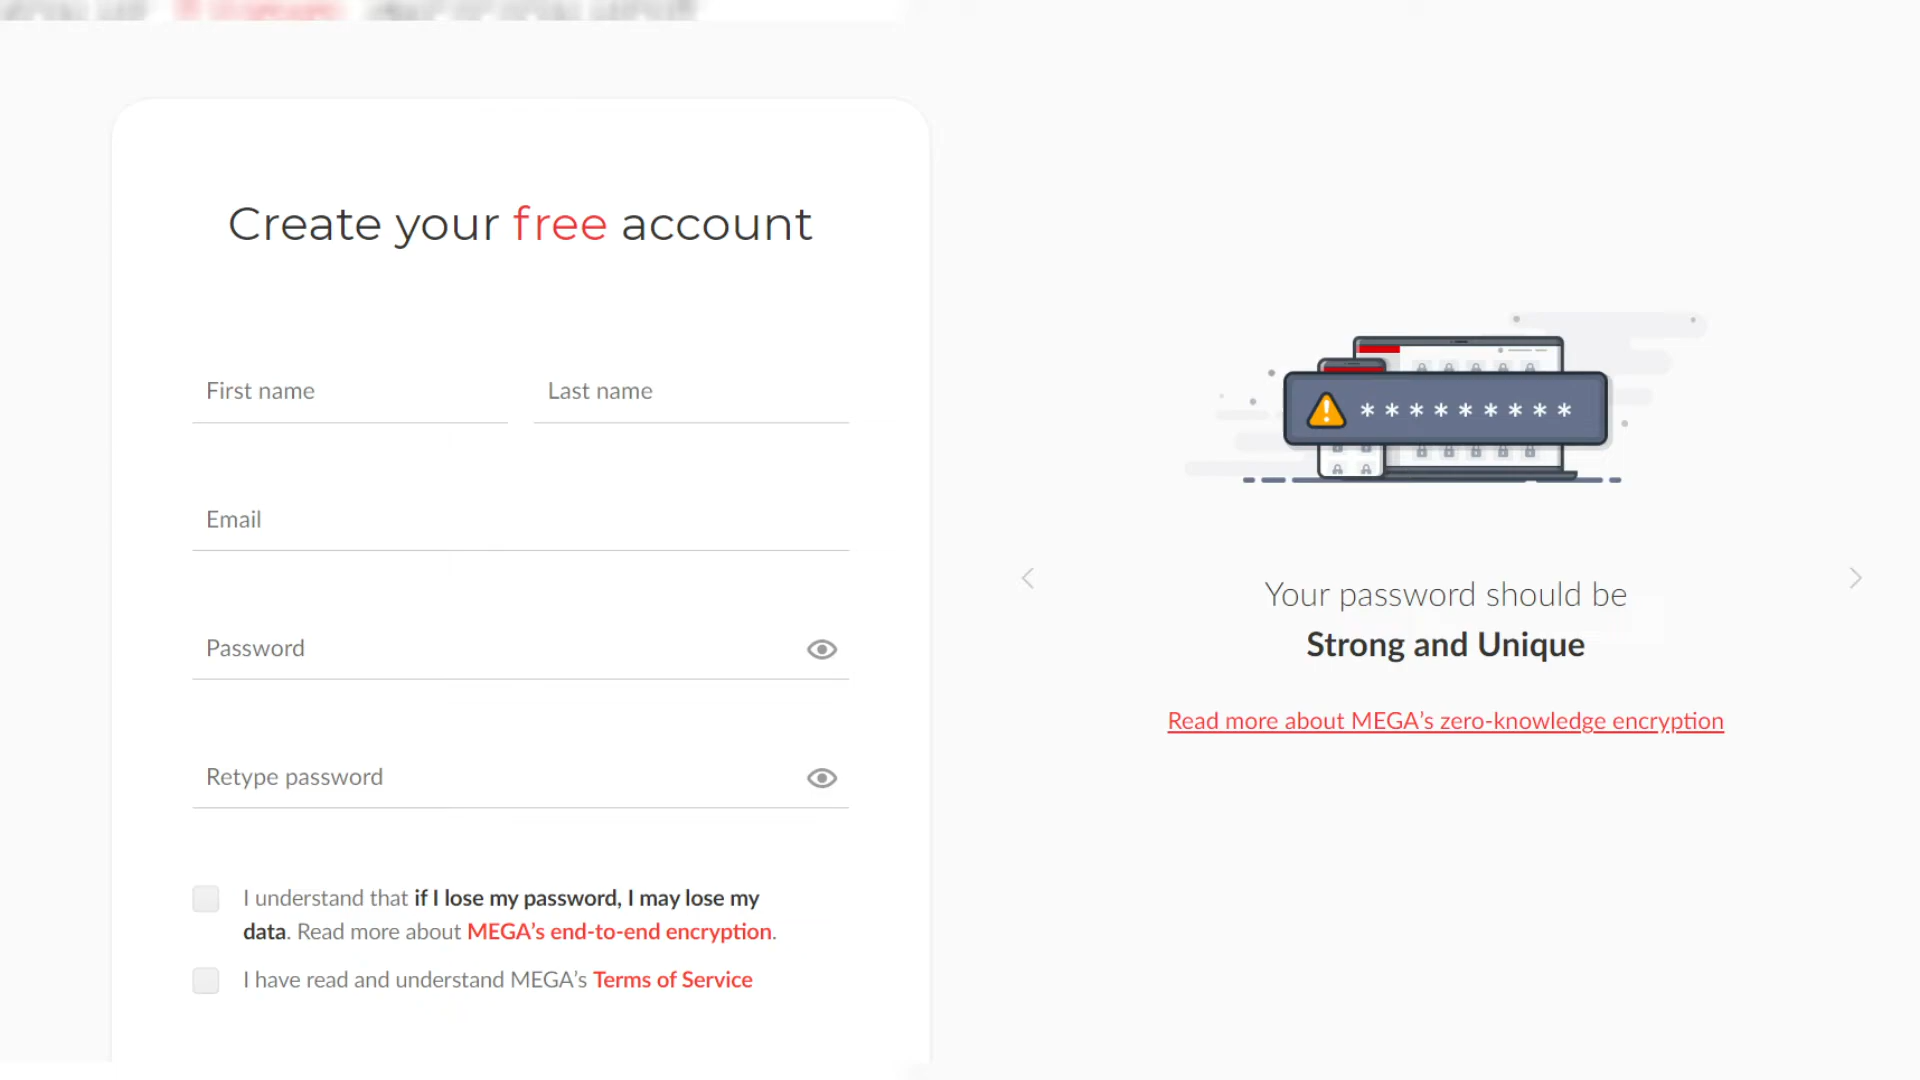 Create your free account
First name
Last name
Email
Password
Retype password
I understand that if I lose my password, I may lose my
data. Read more about MEGA’s end-to-end encryption.
I have read and understand MEGA’s Terms of Service
* * * * * * * * *
Your password should be
Strong and Unique
Read more about MEGA’s zero-knowledge encryption